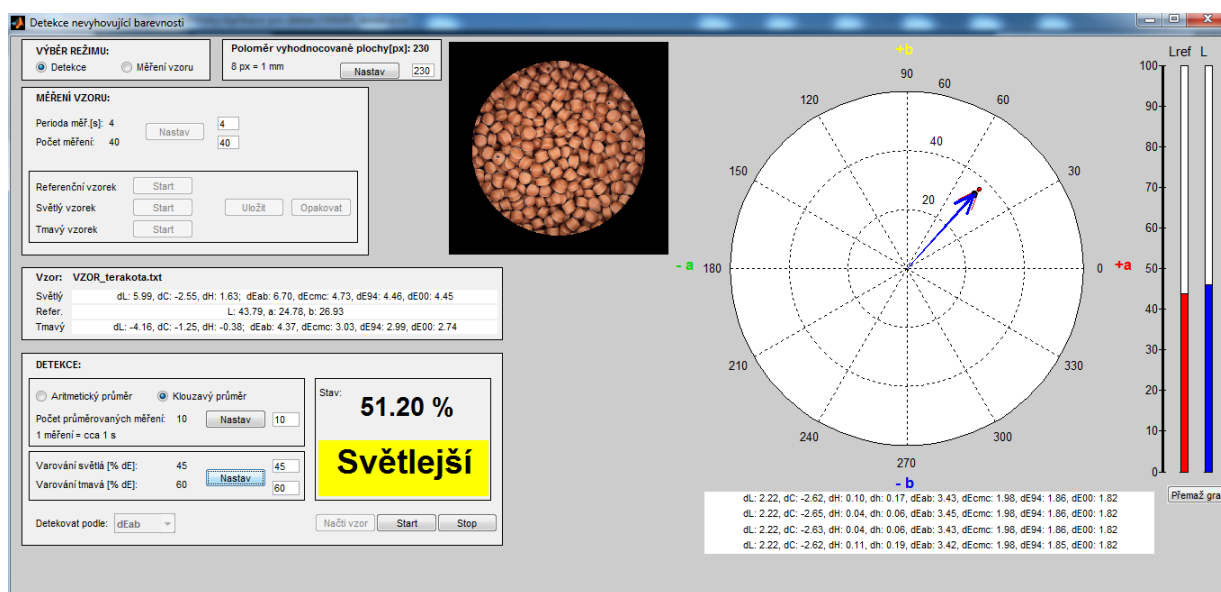 Detekce nevyhovující barevnosti
VÝBĚR REŽIMU:
Detekce Měření vzoru
Poloměr vyhodnocované plochy[px]: 230
8 px = 1 mm Nastav 230
MĚŘENÍ VZORU:
Perioda měř.[s]: 4 4
Nastav
Počet měření: 40 40
Referenční vzorek Start
Světlý vzorek Start Uložit Opakovat
Tmavý vzorek Start
Vzor: VZOR_terakota.txt
Světlý dL: 5.99, dC: -2.55, dH: 1.63; dEab: 6.70, dEcmc: 4.73, dE94: 4.46, dE00: 4.45
Refer. L: 43.79, a: 24.78, b: 26.93
Tmavý dL: -4.16, dC: -1.25, dH: -0.38; dEab: 4.37, dEcmc: 3.03, dE94: 2.99, dE00: 2.74
DETEKCE:
Aritmetický průměr Klouzavý průměr
Počet průměrovaných měření: 10 Nastav 10
1 měření = cca 1 s
Varování světlá [% dE]: 45 45
Nastav
Varování tmavá [% dE]: 60 60
Stav:
51.20 %
Světlejší
Detekovat podle: dEab Načti vzor Start Stop
+b
90
60
120 60
40
150 30
20
- a 180 0 +a
210 330
240 300
270
- b
Lref L
100
90
80
70
60
50
40
30
20
10
0
Přemaž gra
dL: 2.22, dC: -2.62, dH: 0.10, dh: 0.17, dEab: 3.43, dEcmc: 1.98, dE94: 1.86, dE00: 1.82
dL: 2.22, dC: -2.65, dH: 0.04, dh: 0.06, dEab: 3.45, dEcmc: 1.98, dE94: 1.86, dE00: 1.82
dL: 2.22, dC: -2.63, dH: 0.04, dh: 0.06, dEab: 3.43, dEcmc: 1.98, dE94: 1.86, dE00: 1.82
dL: 2.22, dC: -2.62, dH: 0.11, dh: 0.19, dEab: 3.42, dEcmc: 1.98, dE94: 1.85, dE00: 1.82